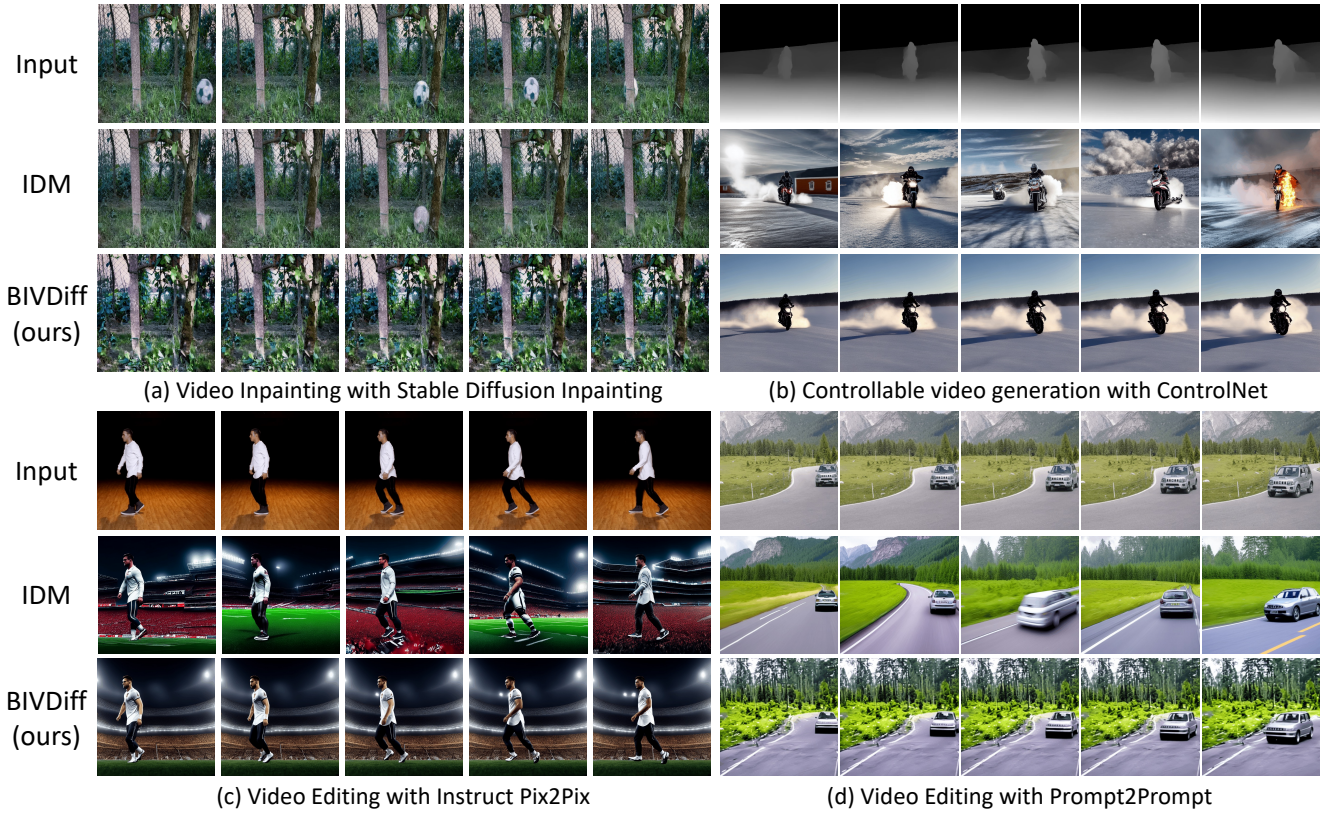 Input
IDM
BIVDiff
(ours)
(a) Video Inpainting with Stable Diffusion Inpainting
(b) Controllable video generation with ControlNet
Input
IDM
BIVDiff
(ours)
(c) Video Editing with Instruct Pix2Pix
(d) Video Editing with Prompt2Prompt